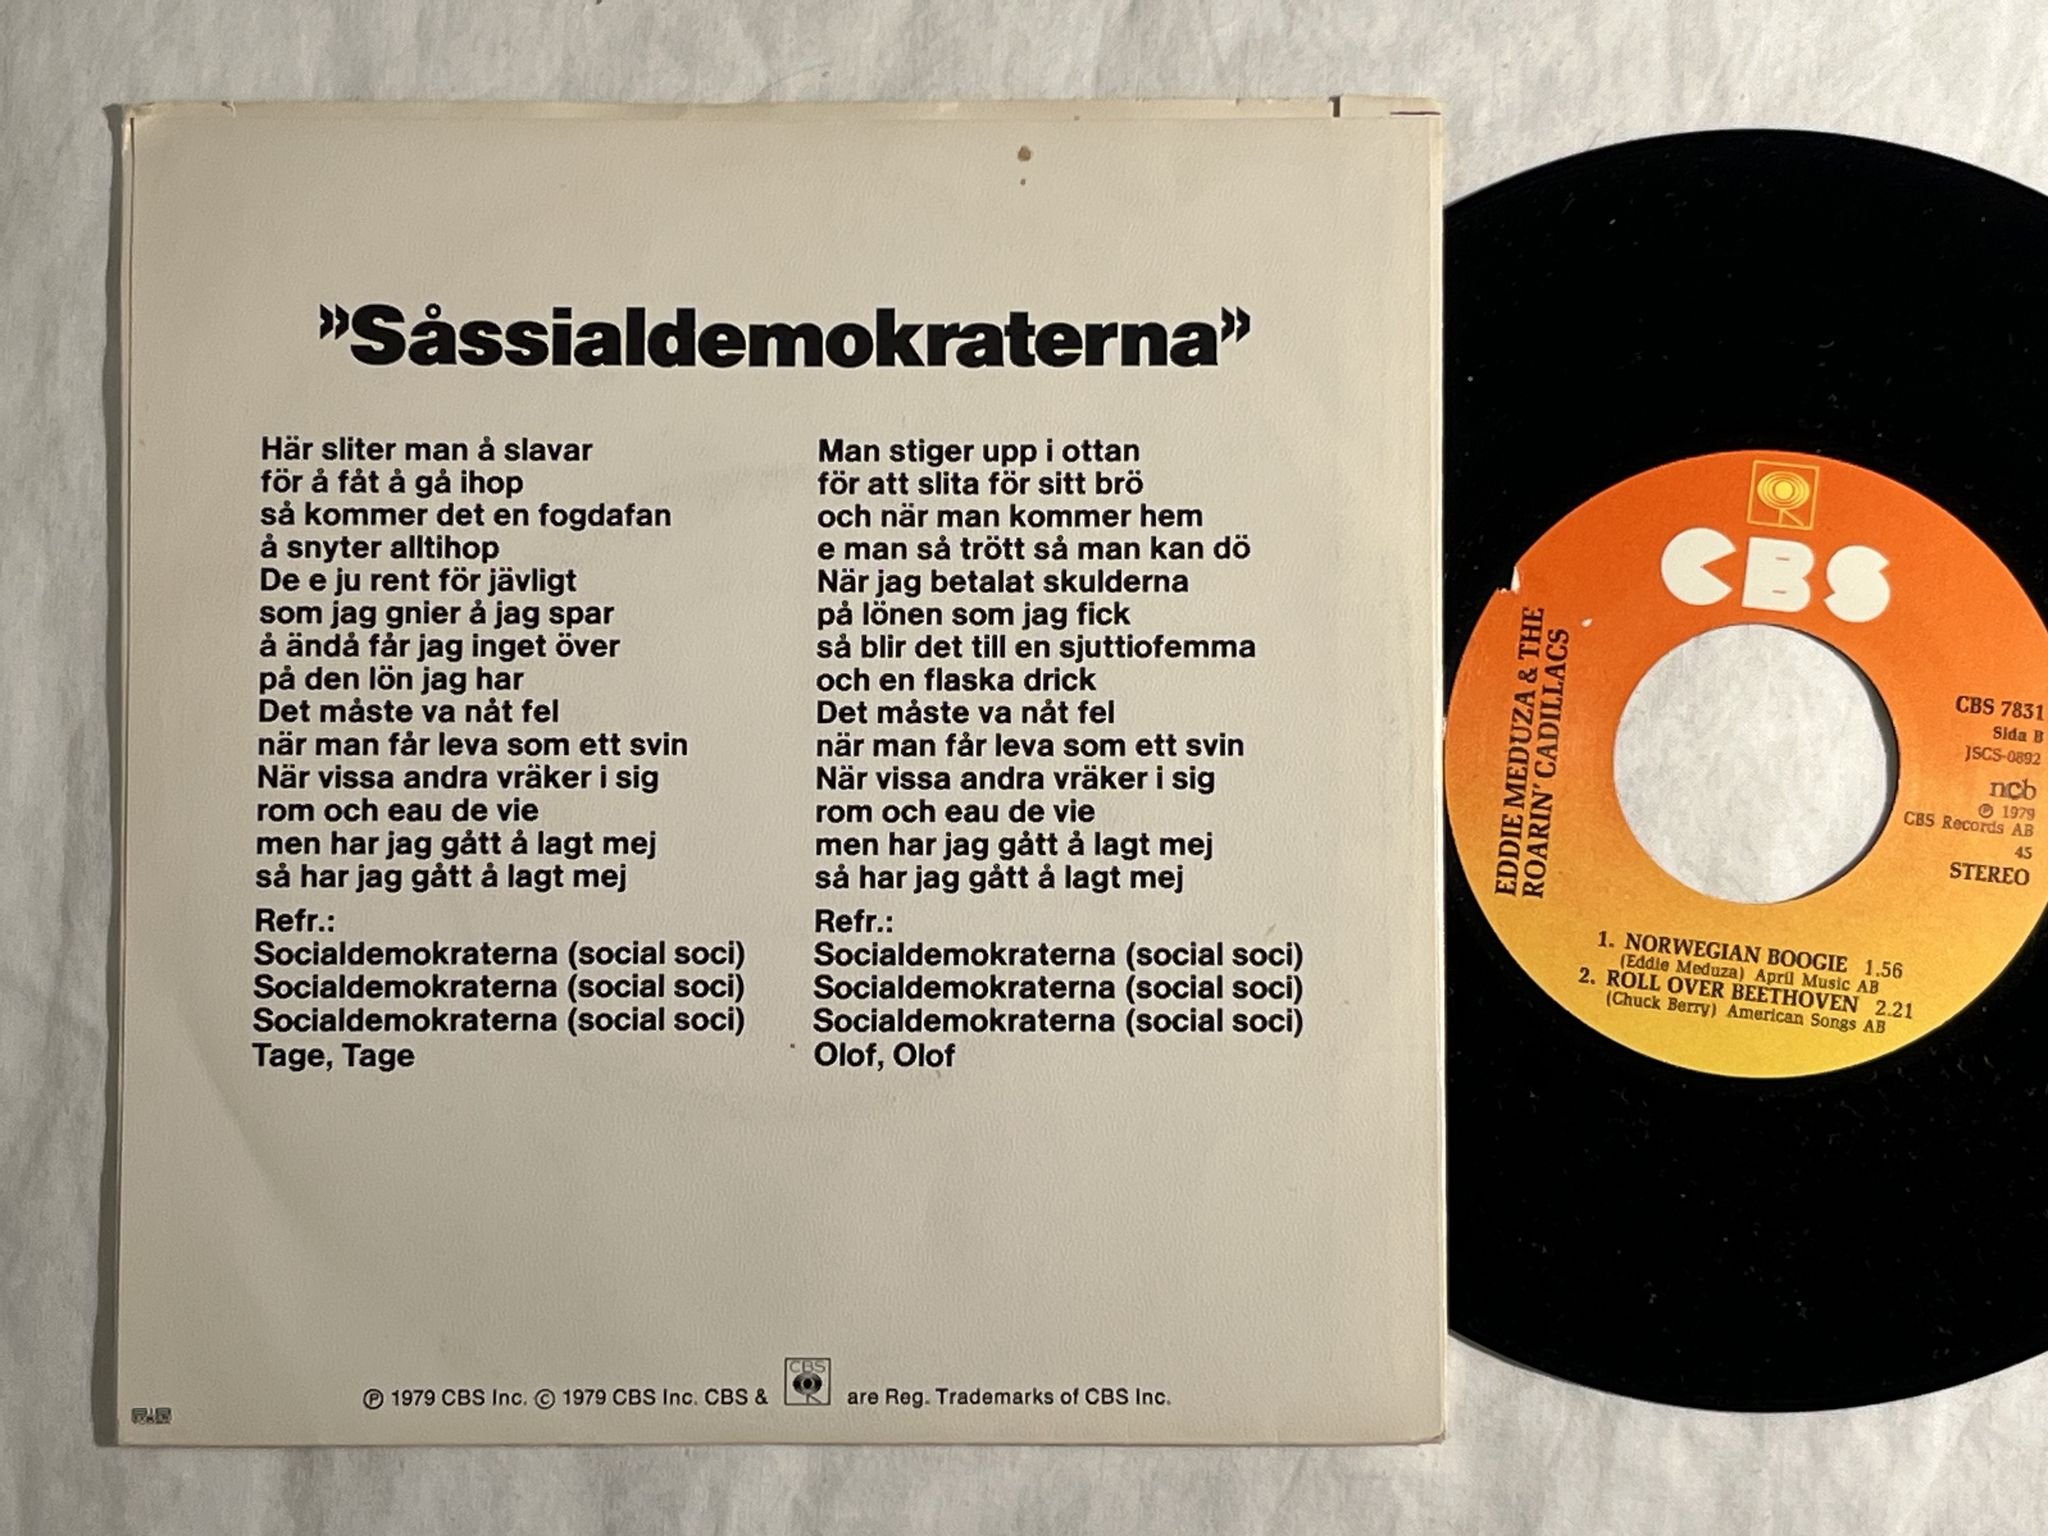 »Såssialdemokraterna»
Här sliter man å slavar
för å fåt å gå ihop
så kommer det en fogdafan
å snyter alltihop
De e ju rent för jävligt
som jag gnier å jag spar
å ändå får jag inget över
på den lön jag har
Det måste va nåt fel
när man får leva som ett svin
När vissa andra vräker i sig
rom och eau de vie
men har jag gått å lagt mej
så har jag gått å lagt mej
Refr.:
Socialdemokraterna (social soci)
Socialdemokraterna (social soci)
Socialdemokraterna (social soci)
Tage, Tage
Man stiger upp i ottan
för att slita för sitt brö
och när man kommer hem
e man så trött så man kan dö
När jag betalat skulderna
på lönen som jag fick
så blir det till en sjuttiofemma
och en flaska drick
Det måste va nåt fel
när man får leva som ett svin
När vissa andra vräker i sig
rom och eau de vie
men har jag gått å lagt mej
så har jag gått å lagt mej
Refr.:
Socialdemokraterna (social soci)
Socialdemokraterna (social soci)
Socialdemokraterna (social soci)
Olof, Olof
℗ 1979 CBS Inc. © 1979 CBS Inc. CBS & CBS are Reg. Trademarks of CBS Inc.
CBS
EDDIE MEDUZA & THE
ROARIN' CADILLACS
CBS 7831
Sida B
JSCS-0892
ncb
℗ 1979
CBS Records AB
45
STEREO
1. NORWEGIAN BOOGIE 1.56
(Eddie Meduza) April Music AB
2. ROLL OVER BEETHOVEN 2.21
(Chuck Berry) American Songs AB